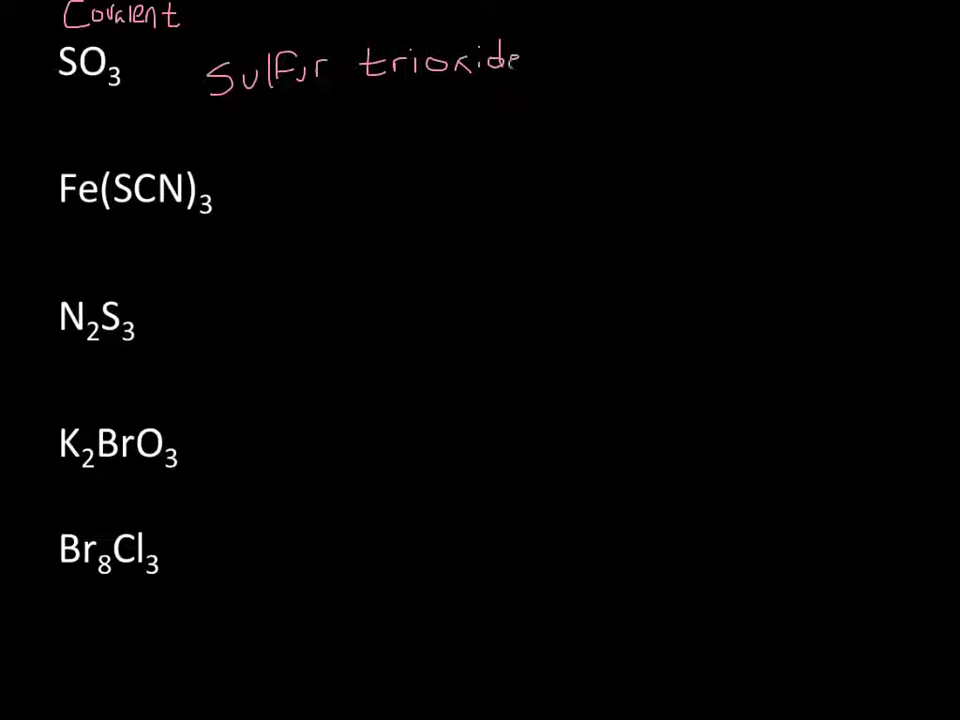 Covalent
SO₃ Sulfur trioxide
Fe(SCN)₃
N₂S₃
K₂BrO₃
Br₈Cl₃